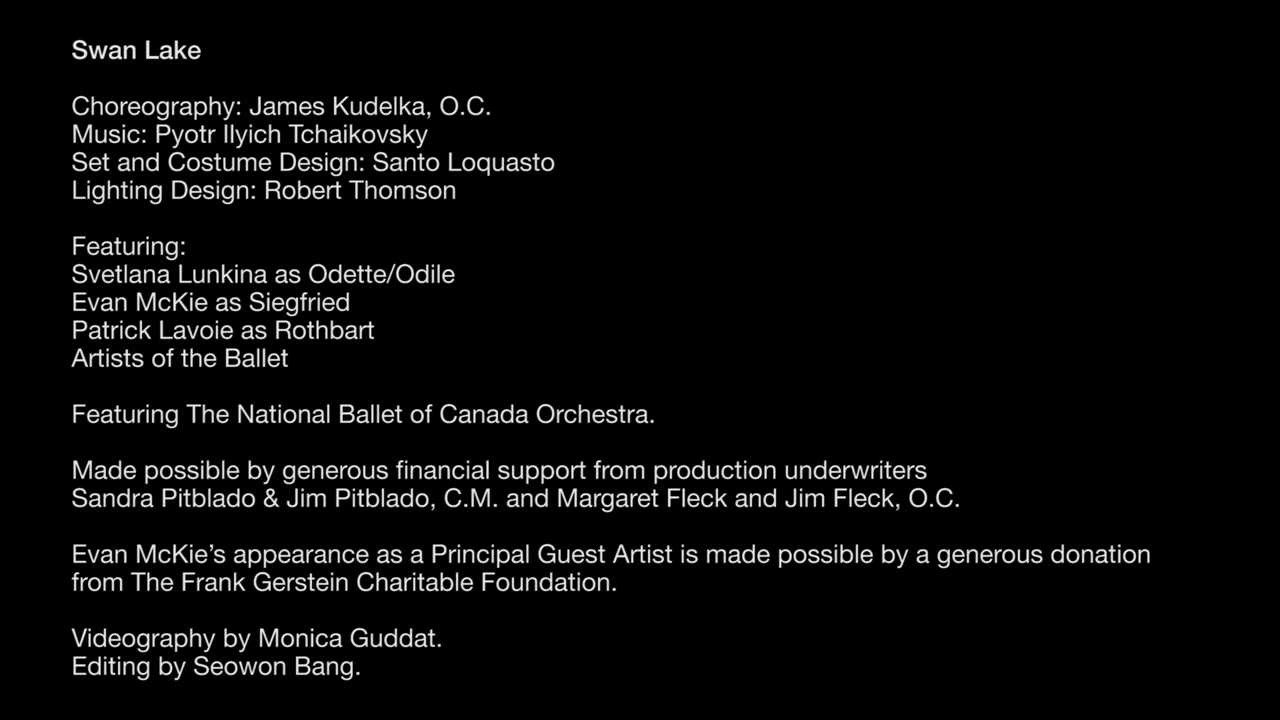 Swan Lake
Choreography: James Kudelka, O.C.
Music: Pyotr Ilyich Tchaikovsky
Set and Costume Design: Santo Loquasto
Lighting Design: Robert Thomson
Featuring:
Svetlana Lunkina as Odette/Odile
Evan McKie as Siegfried
Patrick Lavoie as Rothbart
Artists of the Ballet
Featuring The National Ballet of Canada Orchestra.
Made possible by generous financial support from production underwriters
Sandra Pitblado & Jim Pitblado, C.M. and Margaret Fleck and Jim Fleck, O.C.
Evan McKie’s appearance as a Principal Guest Artist is made possible by a generous donation
from The Frank Gerstein Charitable Foundation.
Videography by Monica Guddat.
Editing by Seowon Bang.